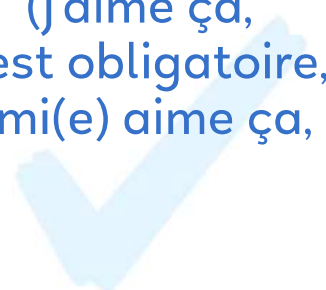 (J'aime ça,
est obligatoire,
mi(e) aime ça,